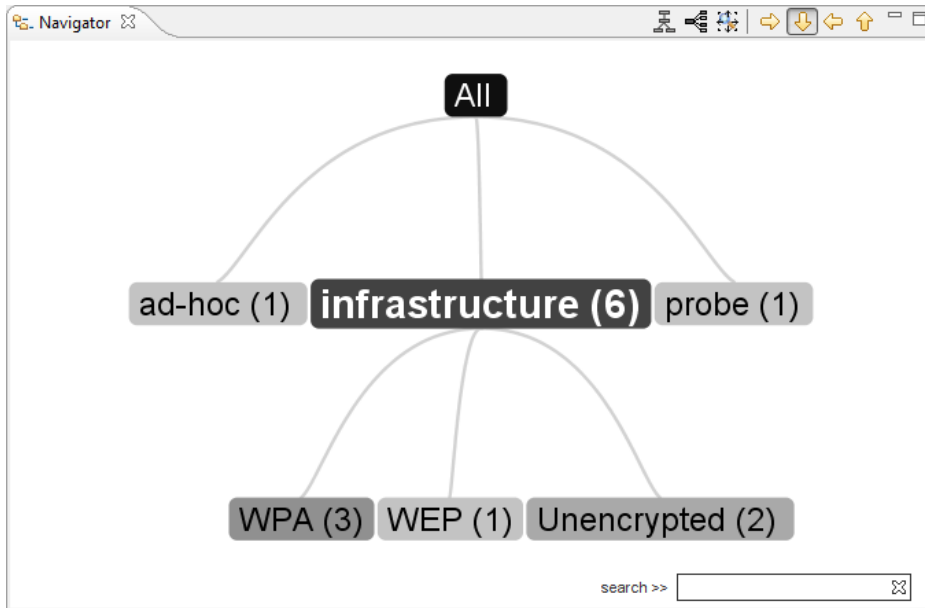 Navigator
All
ad-hoc (1) infrastructure (6) probe (1)
WPA (3) WEP (1) Unencrypted (2)
search >>